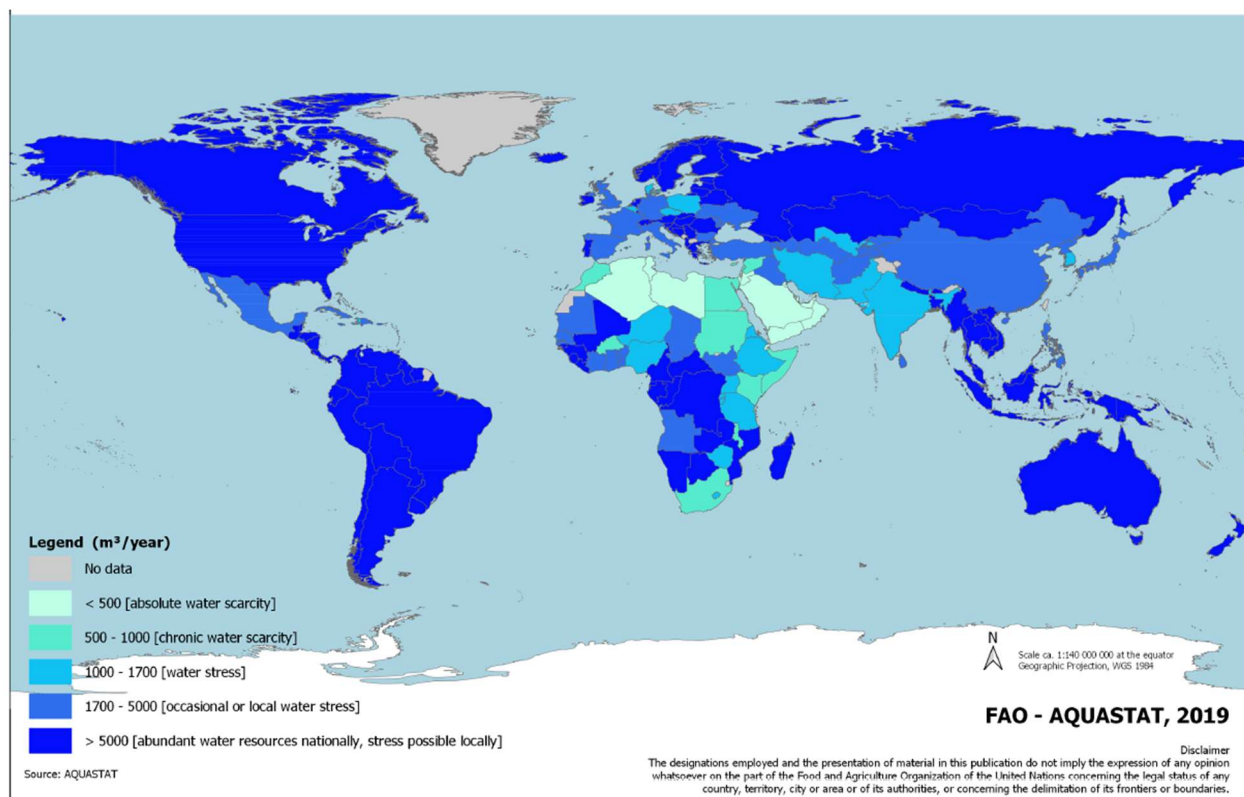 Legend (m³/year)
No data
< 500 [absolute water scarcity]
500 - 1000 [chronic water scarcity]
1000 - 1700 [water stress]
1700 - 5000 [occasional or local water stress]
> 5000 [abundant water resources nationally, stress possible locally]
Source: AQUASTAT
N
Scale ca. 1:140 000 000 at the equator
Geographic Projection, WGS 1984
FAO - AQUASTAT, 2019
Disclaimer
The designations employed and the presentation of material in this publication do not imply the expression of any opinion
whatsoever on the part of the Food and Agriculture Organization of the United Nations concerning the legal status of any
country, territory, city or area or of its authorities, or concerning the delimitation of its frontiers or boundaries.